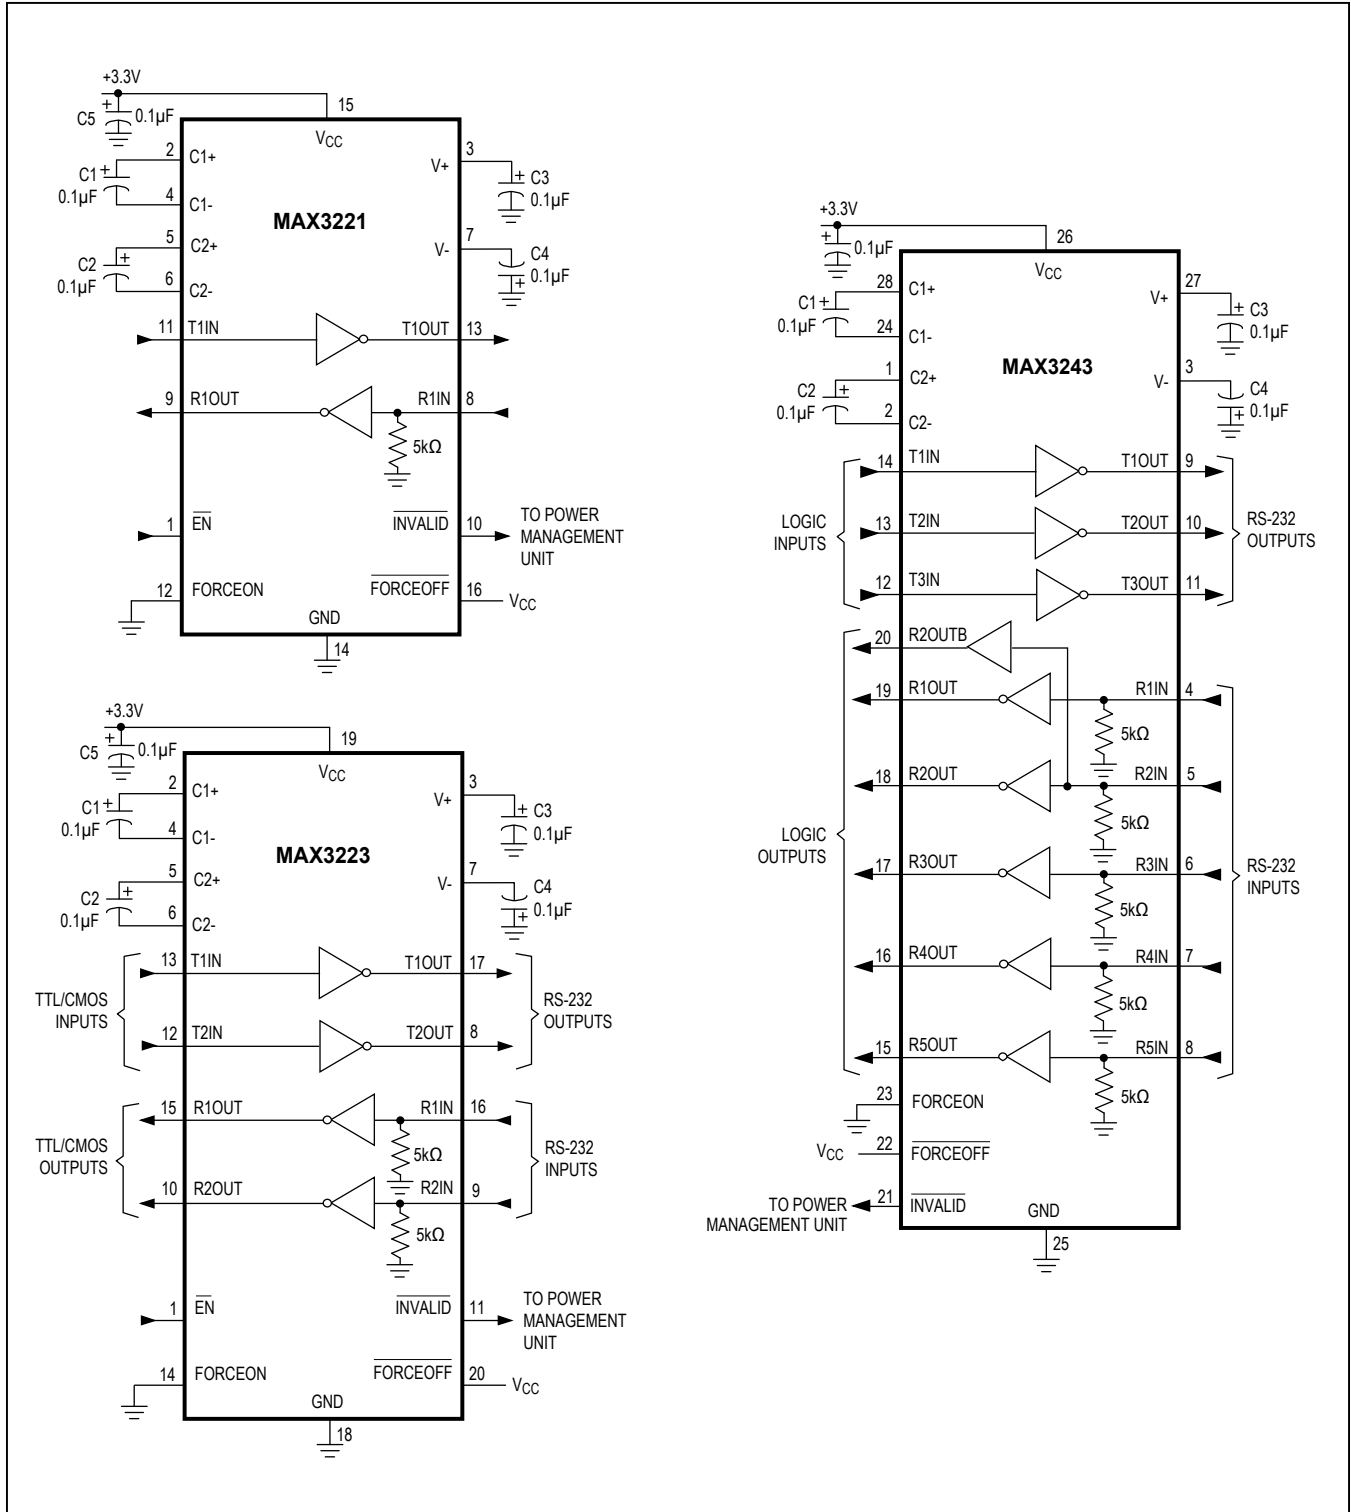 +3.3V
C5
+
0.1µF
15
VCC
2
C1+
C1
+
0.1µF
4
C1-
5
C2+
C2
+
0.1µF
6
C2-
MAX3221
3
V+
+
C3
0.1µF
7
V-
C4
+
0.1µF
11
T1IN
T1OUT
13
9
R1OUT
R1IN
8
5kΩ
1
EN
INVALID
10
TO POWER
MANAGEMENT
UNIT
12
FORCEON
FORCEOFF
16
VCC
GND
14
+3.3V
C5
+
0.1µF
19
VCC
2
C1+
C1
+
0.1µF
4
C1-
5
C2+
C2
+
0.1µF
6
C2-
MAX3223
3
V+
+
C3
0.1µF
7
V-
C4
+
0.1µF
TTL/CMOS
INPUTS
13
T1IN
T1OUT
17
12
T2IN
T2OUT
8
RS-232
OUTPUTS
TTL/CMOS
OUTPUTS
15
R1OUT
R1IN
16
5kΩ
10
R2OUT
R2IN
9
5kΩ
RS-232
INPUTS
1
EN
INVALID
11
TO POWER
MANAGEMENT
UNIT
14
FORCEON
FORCEOFF
20
VCC
GND
18
+3.3V
+
0.1µF
26
VCC
28
C1+
C1
+
0.1µF
24
C1-
1
C2+
C2
+
0.1µF
2
C2-
MAX3243
27
V+
+
C3
0.1µF
3
V-
C4
+
0.1µF
LOGIC
INPUTS
14
T1IN
T1OUT
9
13
T2IN
T2OUT
10
12
T3IN
T3OUT
11
RS-232
OUTPUTS
LOGIC
OUTPUTS
20
R2OUTB
19
R1OUT
R1IN
4
5kΩ
18
R2OUT
R2IN
5
5kΩ
17
R3OUT
R3IN
6
5kΩ
16
R4OUT
R4IN
7
5kΩ
15
R5OUT
R5IN
8
5kΩ
RS-232
INPUTS
23
FORCEON
VCC
22
FORCEOFF
TO POWER
MANAGEMENT UNIT
21
INVALID
GND
25